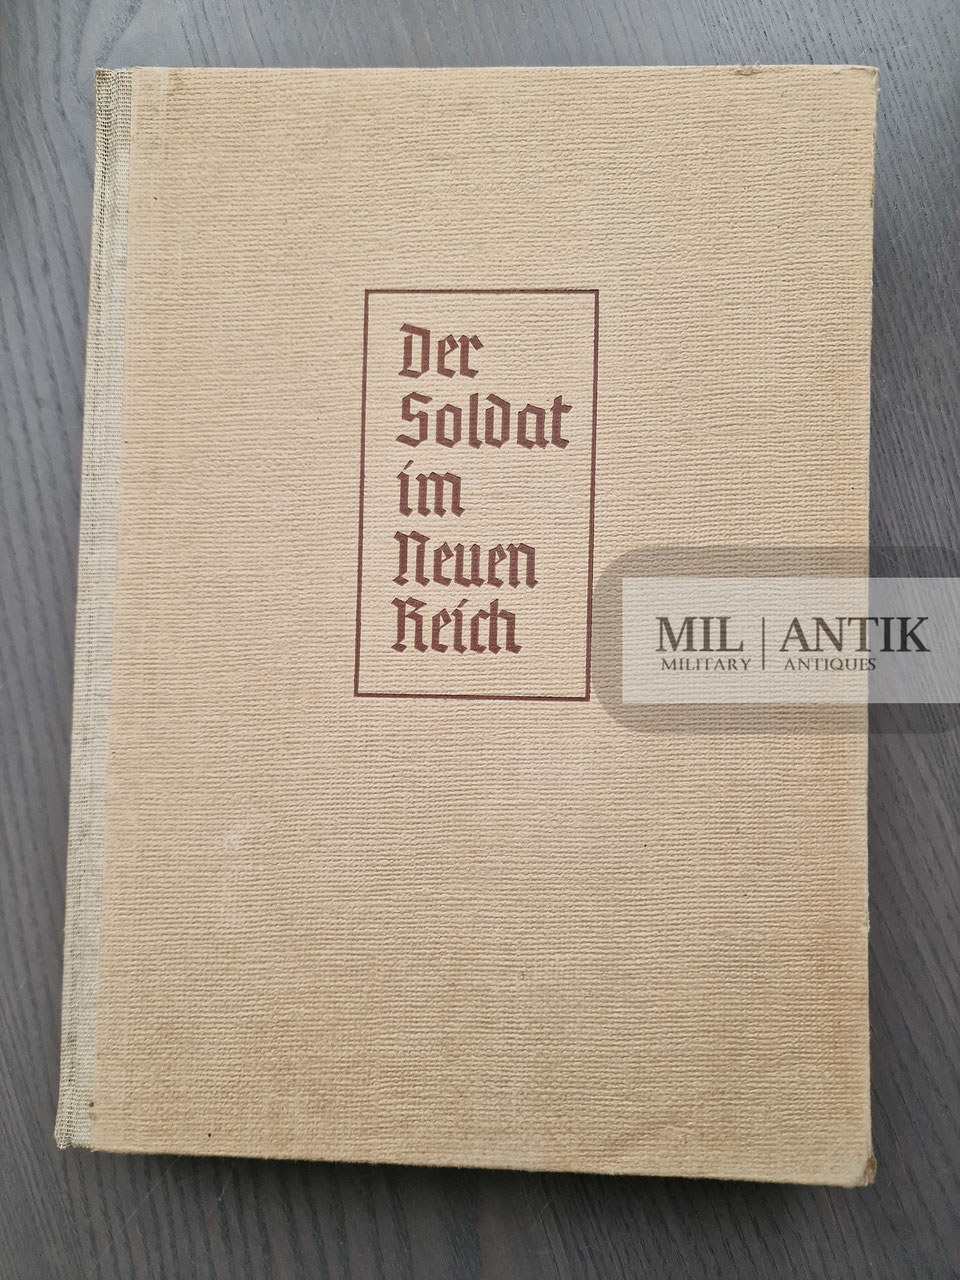 Der
Soldat
im
Neuen
Reich
MIL | ANTIK
MILITARY | ANTIQUES